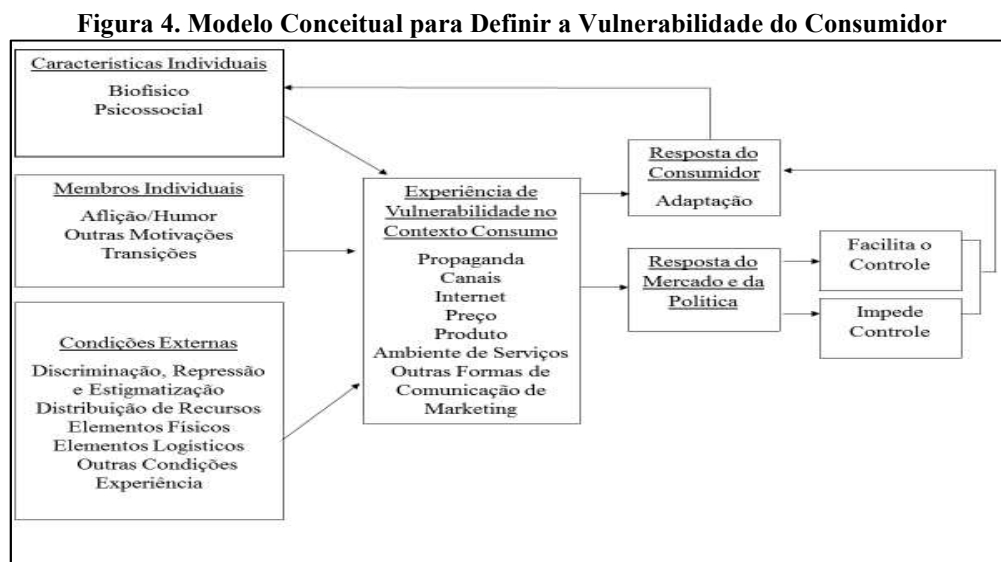 Figura 4. Modelo Conceitual para Definir a Vulnerabilidade do Consumidor
Características Individuais
Biofísico
Psicossocial
Membros Individuais
Aflição/Humor
Outras Motivações
Transições
Condições Externas
Discriminação, Repressão
e Estigmatização
Distribuição de Recursos
Elementos Físicos
Elementos Logísticos
Outras Condições
Experiência
Experiência de
Vulnerabilidade no
Contexto Consumo
Propaganda
Canais
Internet
Preço
Produto
Ambiente de Serviços
Outras Formas de
Comunicação de
Marketing
Resposta do
Consumidor
Adaptação
Resposta do
Mercado e da
Política
Facilita o
Controle
Impede
Controle